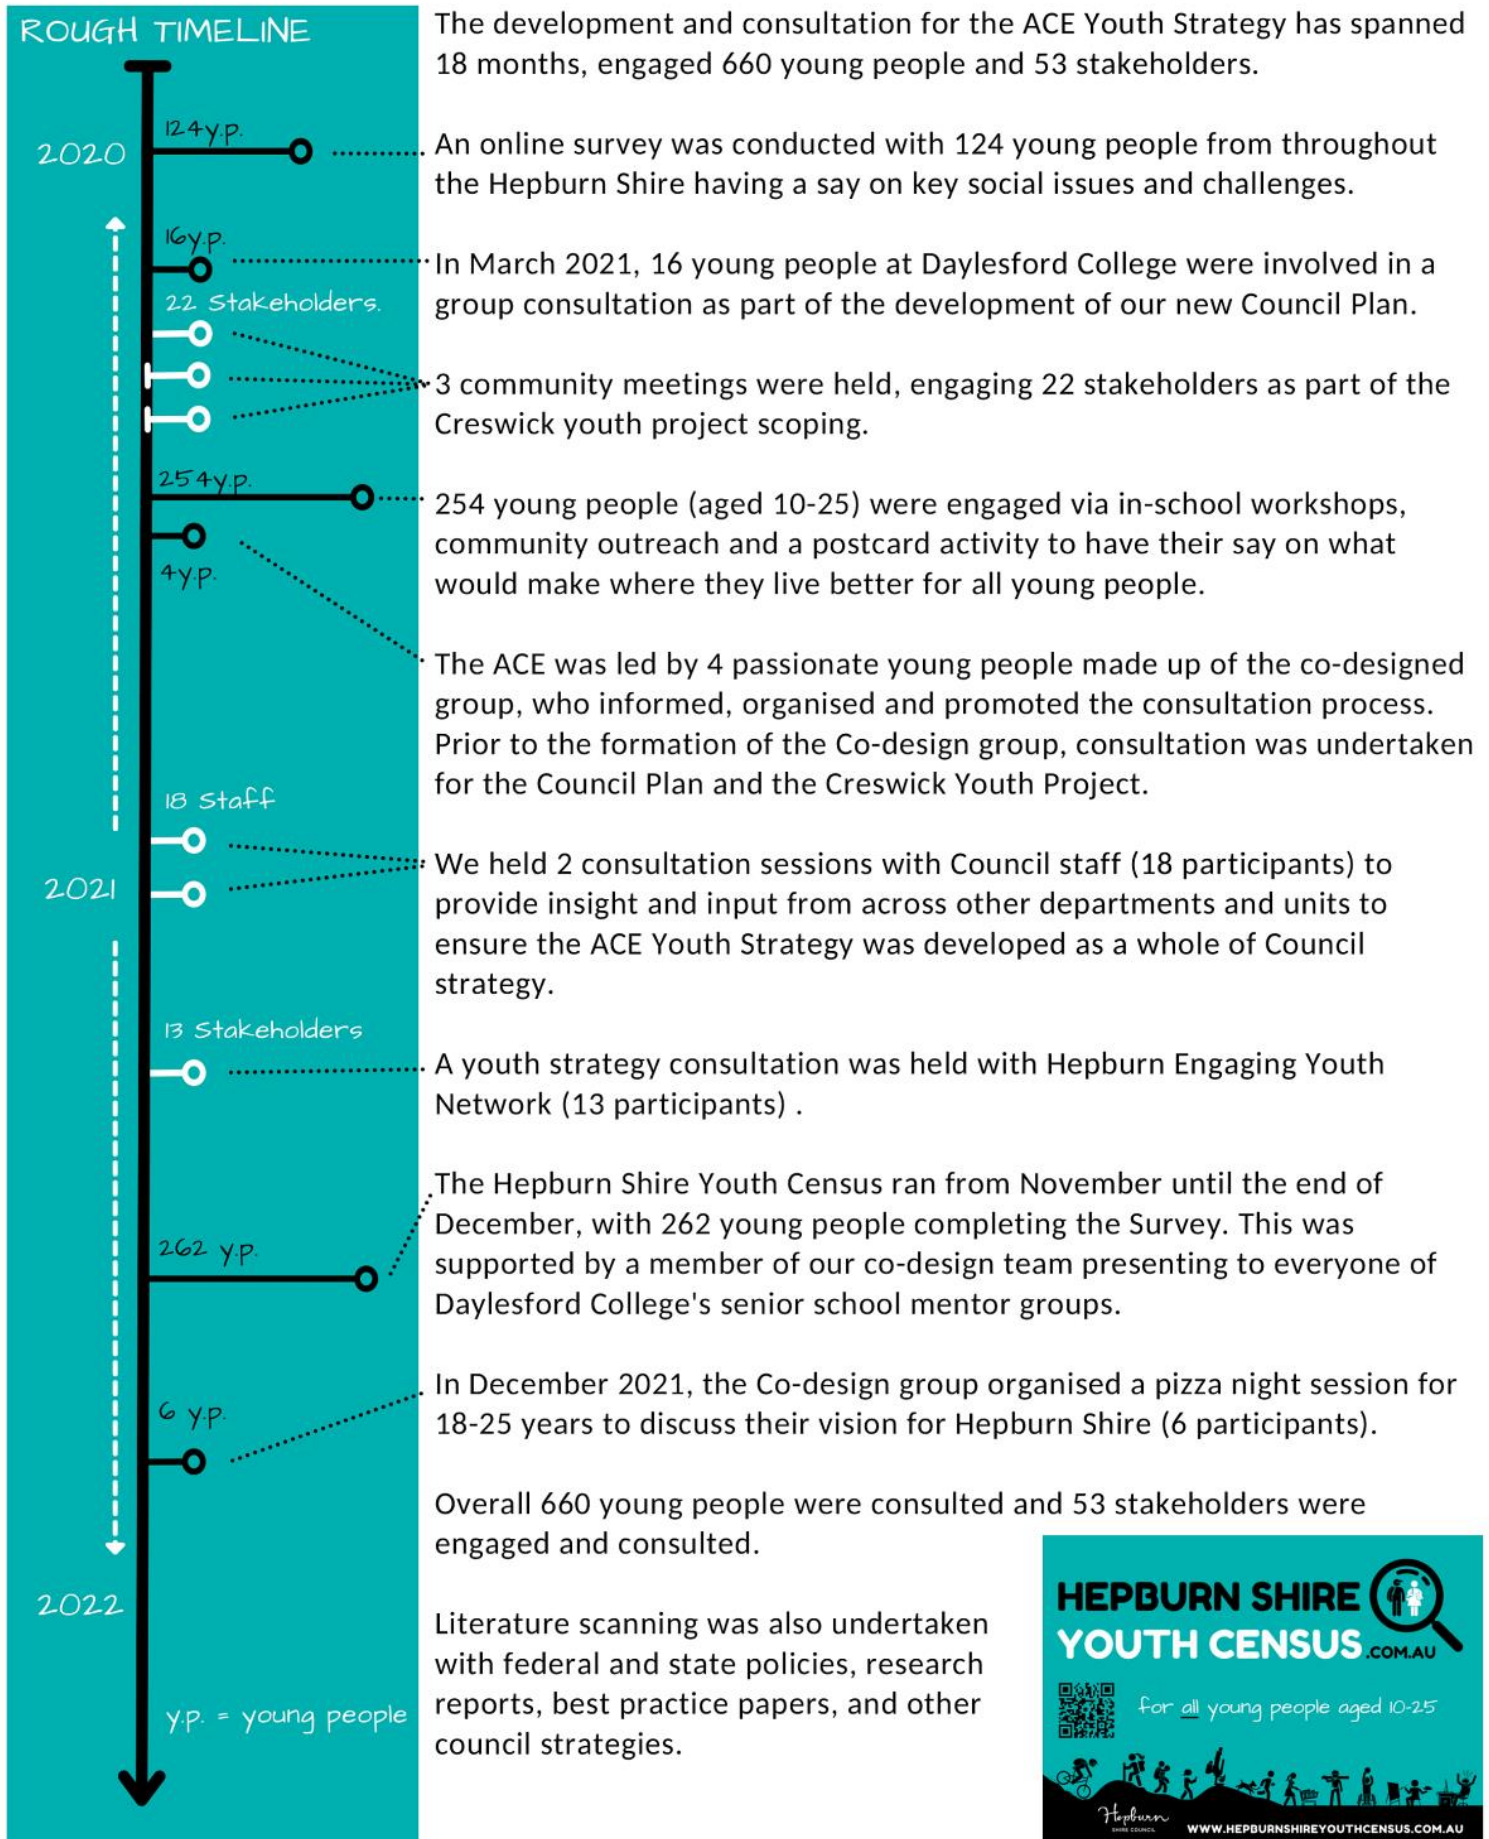 ROUGH TIMELINE
2020
124y.p.
16y.p.
22 Stakeholders.
254y.p.
4y.p.
18 Staff
2021
13 Stakeholders
262 y.p.
6 y.p.
2022
y.p. = young people
The development and consultation for the ACE Youth Strategy has spanned
18 months, engaged 660 young people and 53 stakeholders.
An online survey was conducted with 124 young people from throughout
the Hepburn Shire having a say on key social issues and challenges.
In March 2021, 16 young people at Daylesford College were involved in a
group consultation as part of the development of our new Council Plan.
3 community meetings were held, engaging 22 stakeholders as part of the
Creswick youth project scoping.
254 young people (aged 10-25) were engaged via in-school workshops,
community outreach and a postcard activity to have their say on what
would make where they live better for all young people.
The ACE was led by 4 passionate young people made up of the co-designed
group, who informed, organised and promoted the consultation process.
Prior to the formation of the Co-design group, consultation was undertaken
for the Council Plan and the Creswick Youth Project.
We held 2 consultation sessions with Council staff (18 participants) to
provide insight and input from across other departments and units to
ensure the ACE Youth Strategy was developed as a whole of Council
strategy.
A youth strategy consultation was held with Hepburn Engaging Youth
Network (13 participants) .
The Hepburn Shire Youth Census ran from November until the end of
December, with 262 young people completing the Survey. This was
supported by a member of our co-design team presenting to everyone of
Daylesford College's senior school mentor groups.
In December 2021, the Co-design group organised a pizza night session for
18-25 years to discuss their vision for Hepburn Shire (6 participants).
Overall 660 young people were consulted and 53 stakeholders were
engaged and consulted.
Literature scanning was also undertaken
with federal and state policies, research
reports, best practice papers, and other
council strategies.
HEPBURN SHIRE
YOUTH CENSUS.COM.AU
for all young people aged 10-25
Hepburn
SHIRE COUNCIL
WWW.HEPBURNSHIREYOUTHCENSUS.COM.AU